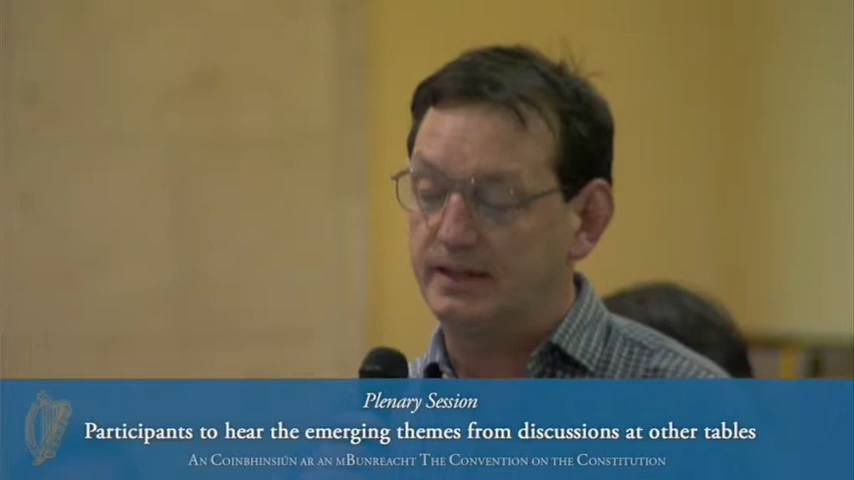 Plenary Session
Participants to hear the emerging themes from discussions at other tables
An Coinbhinsiún ar an mBunreacht The Convention on the Constitution